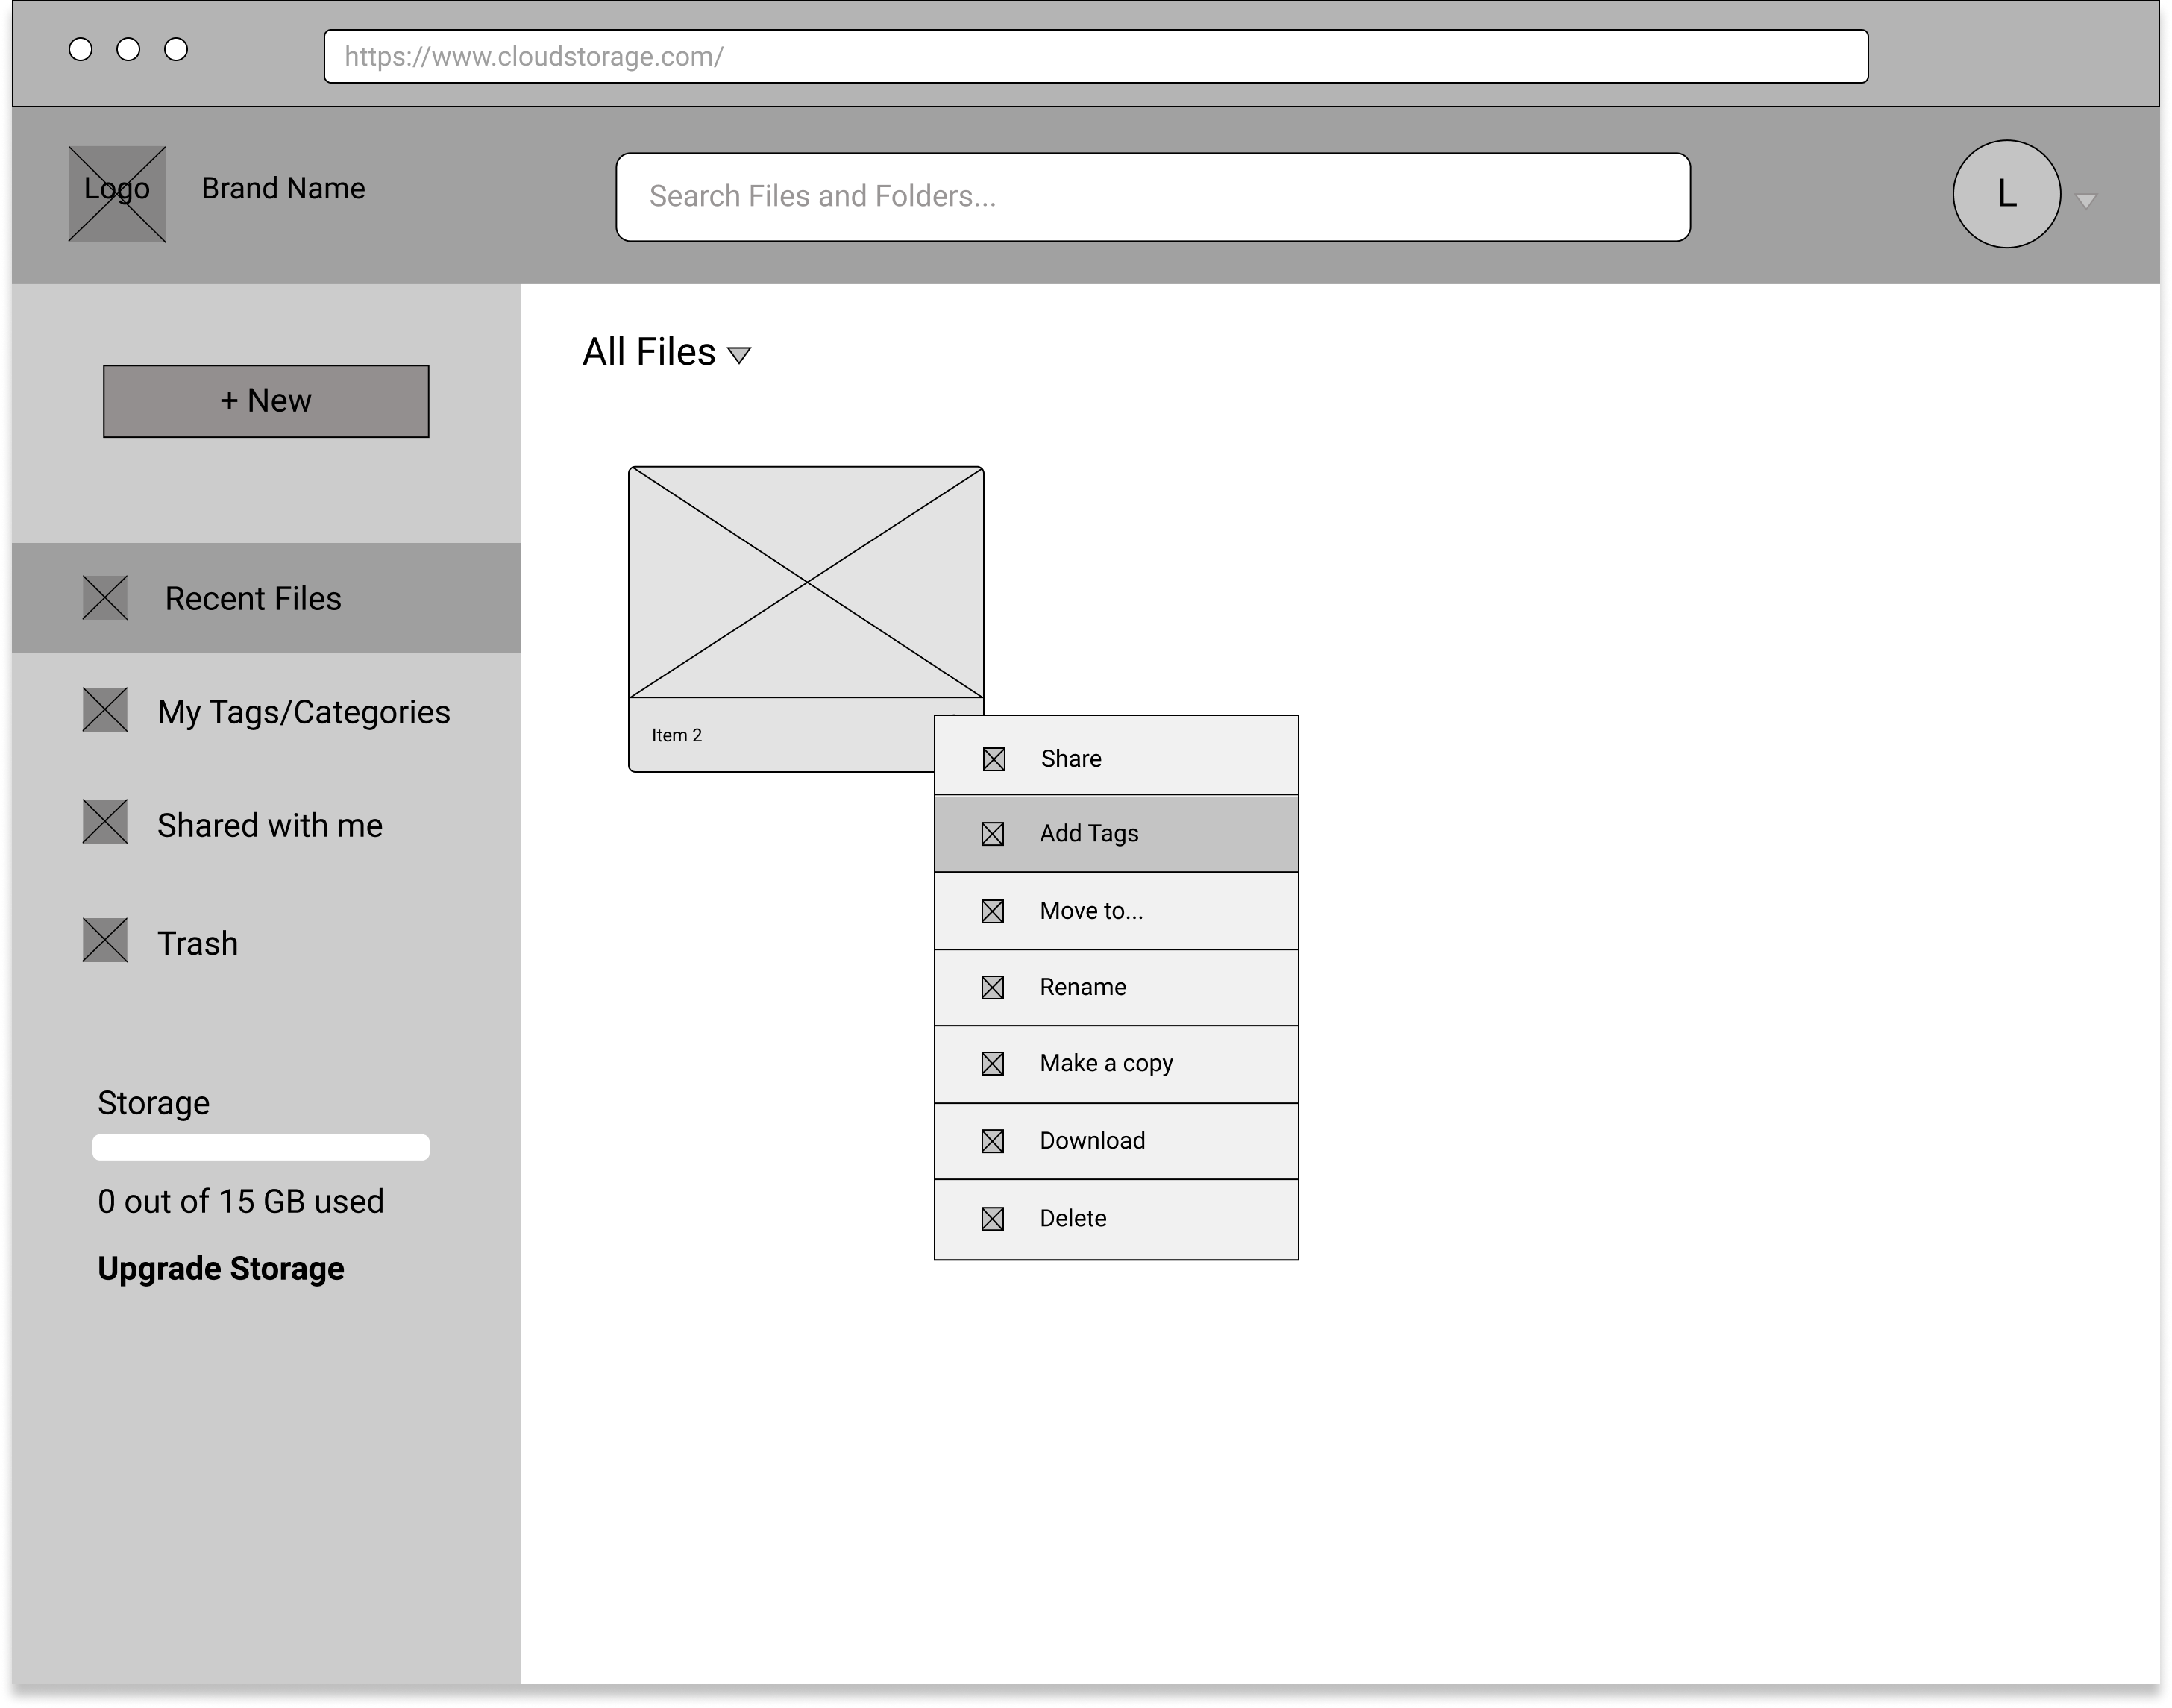 https://www.cloudstorage.com/
Logo
Brand Name
Search Files and Folders...
L
+ New
Recent Files
My Tags/Categories
Shared with me
Trash
Storage
0 out of 15 GB used
Upgrade Storage
All Files
Item 2
Share
Add Tags
Move to...
Rename
Make a copy
Download
Delete